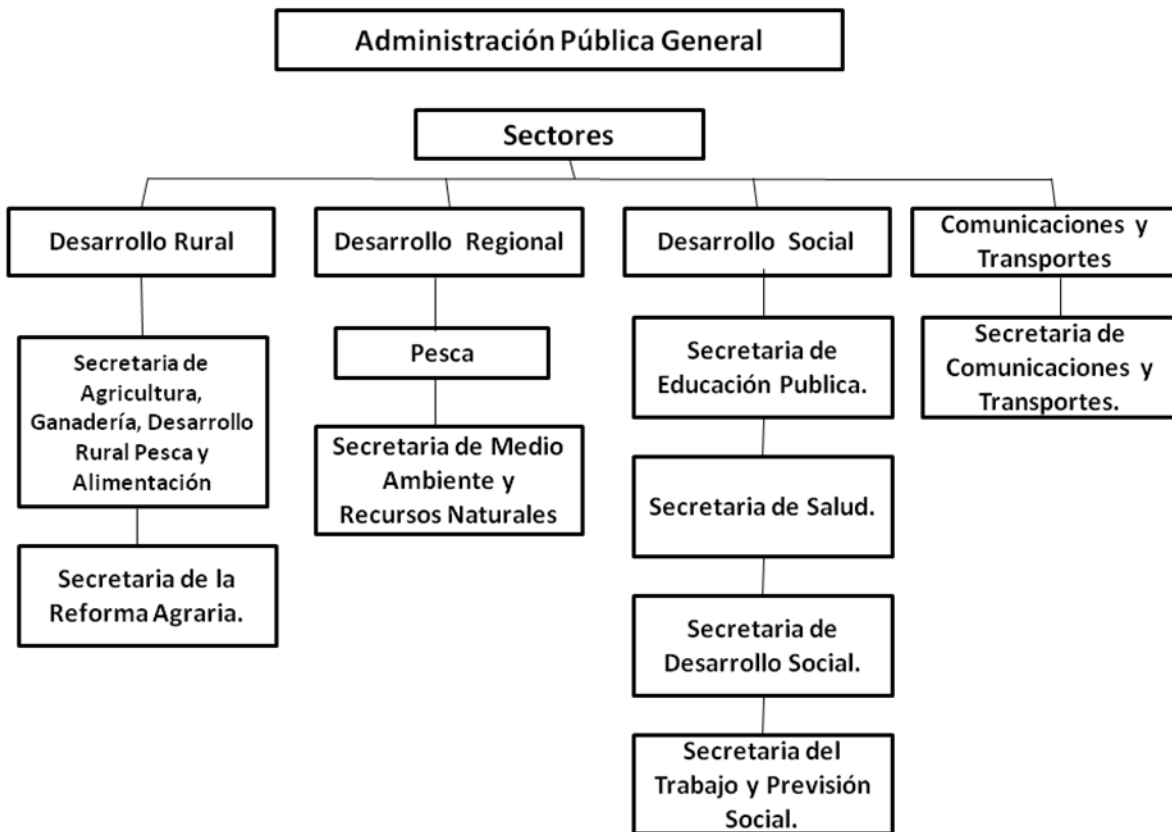 Administración Pública General
Sectores
Desarrollo Rural
Desarrollo Regional
Desarrollo Social
Comunicaciones y
Transportes
Secretaria de
Agricultura,
Ganadería, Desarrollo
Rural Pesca y
Alimentación
Secretaria de la
Reforma Agraria.
Pesca
Secretaria de Medio
Ambiente y
Recursos Naturales
Secretaria de
Educación Publica.
Secretaria de Salud.
Secretaria de
Desarrollo Social.
Secretaria del
Trabajo y Previsión
Social.
Secretaria de
Comunicaciones y
Transportes.